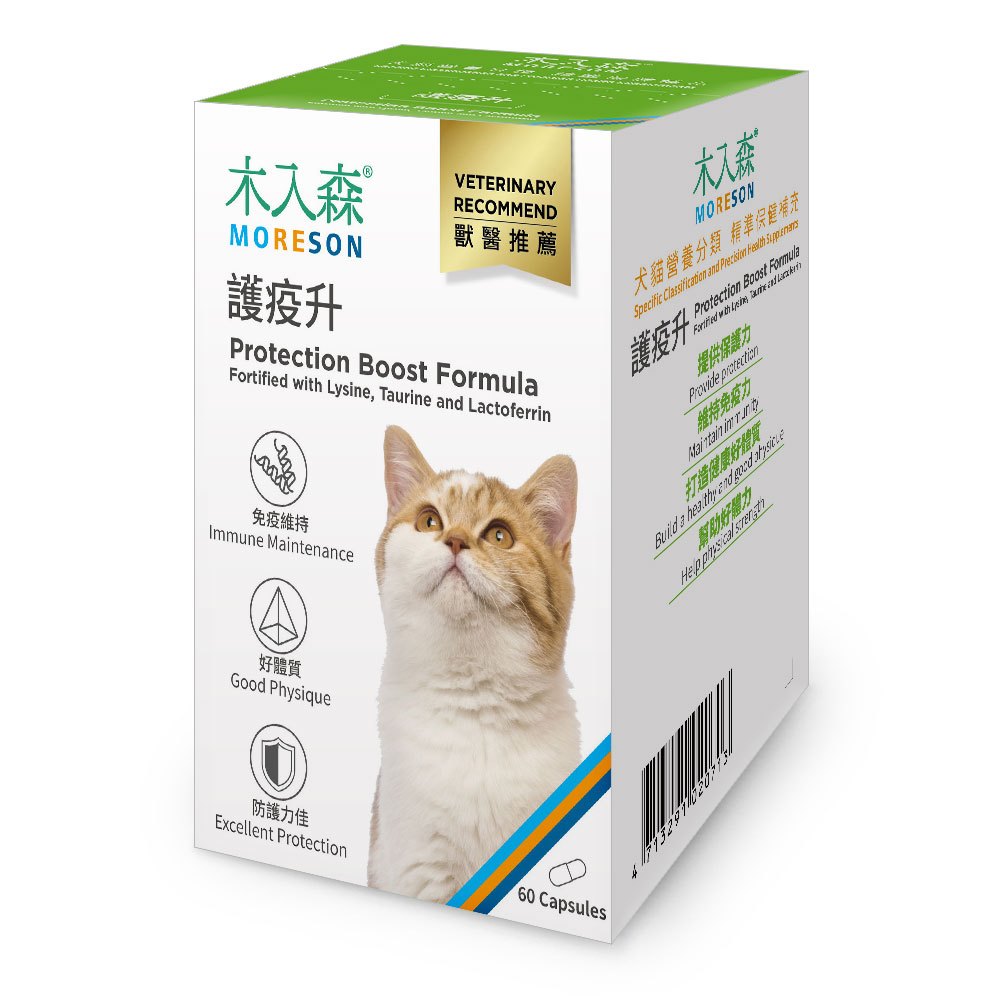 木入森®
MORESON
護疫升
Protection Boost Formula
Fortified with Lysine, Taurine and Lactoferrin
VETERINARY
RECOMMEND
獸醫推薦
免疫維持
Immune Maintenance
好體質
Good Physique
防護力佳
Excellent Protection
60 Capsules
木入森®
MORESON
犬貓營養分類 精準保健補充
Specific Classification and Precision Health Supplements
護疫升
Protection Boost Formula
Fortified with Lysine, Taurine and Lactoferrin
提供保護力
Provide protection
維持免疫力
Maintain immunity
打造健康好體質
Build a healthy and good physique
幫助好體力
Help physical strength
4 713291 020713